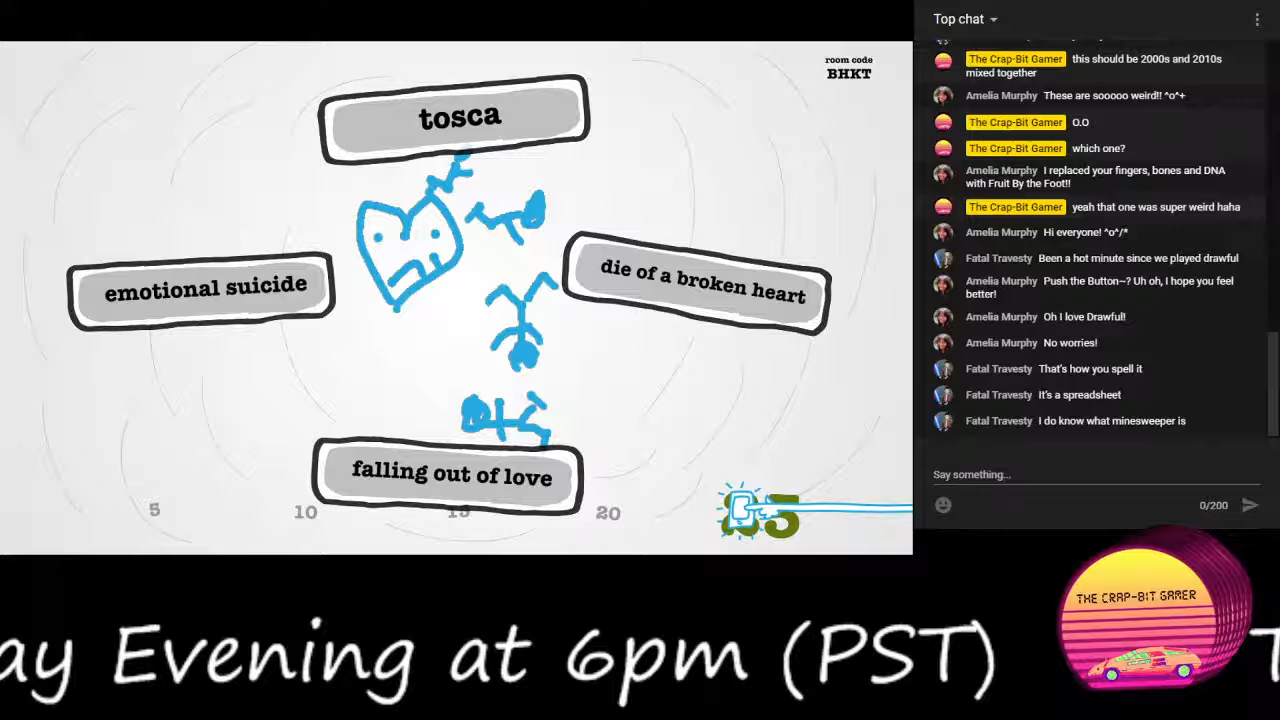 room code
BHKT
tosca
emotional suicide
die of a broken heart
falling out of love
5
10
15
20
Top chat
The Crap-Bit Gamer this should be 2000s and 2010s
mixed together
Amelia Murphy These are sooooo weird!! ^o^+
The Crap-Bit Gamer O.O
The Crap-Bit Gamer which one?
Amelia Murphy I replaced your fingers, bones and DNA
with Fruit By the Foot!!
The Crap-Bit Gamer yeah that one was super weird haha
Amelia Murphy Hi everyone! ^o^/*
Fatal Travesty Been a hot minute since we played drawful
Amelia Murphy Push the Button~? Uh oh, I hope you feel
better!
Amelia Murphy Oh I love Drawful!
Amelia Murphy No worries!
Fatal Travesty That's how you spell it
Fatal Travesty It's a spreadsheet
Fatal Travesty I do know what minesweeper is
Say something...
0/200
THE CRAP-BIT GAMER
ay Evening at 6pm (PST) T